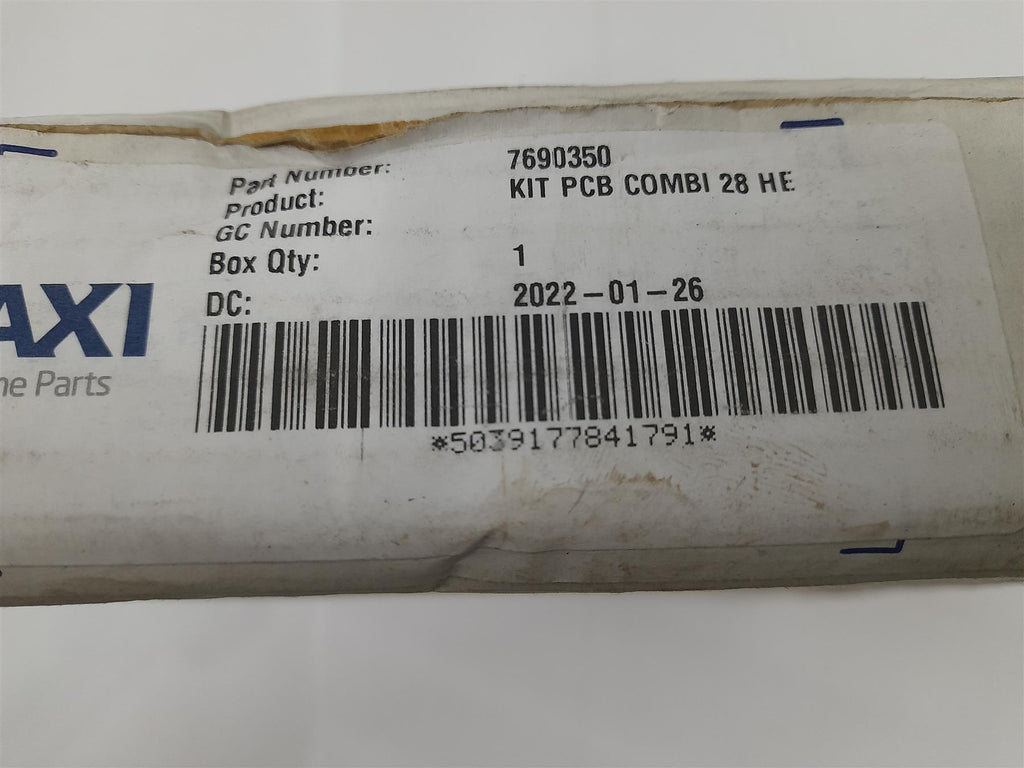 Part Number: 7690350
Product: KIT PCB COMBI 28 HE
GC Number:
Box Qty: 1
DC: 2022-01-26
AXI
ne Parts
*5039177841791*